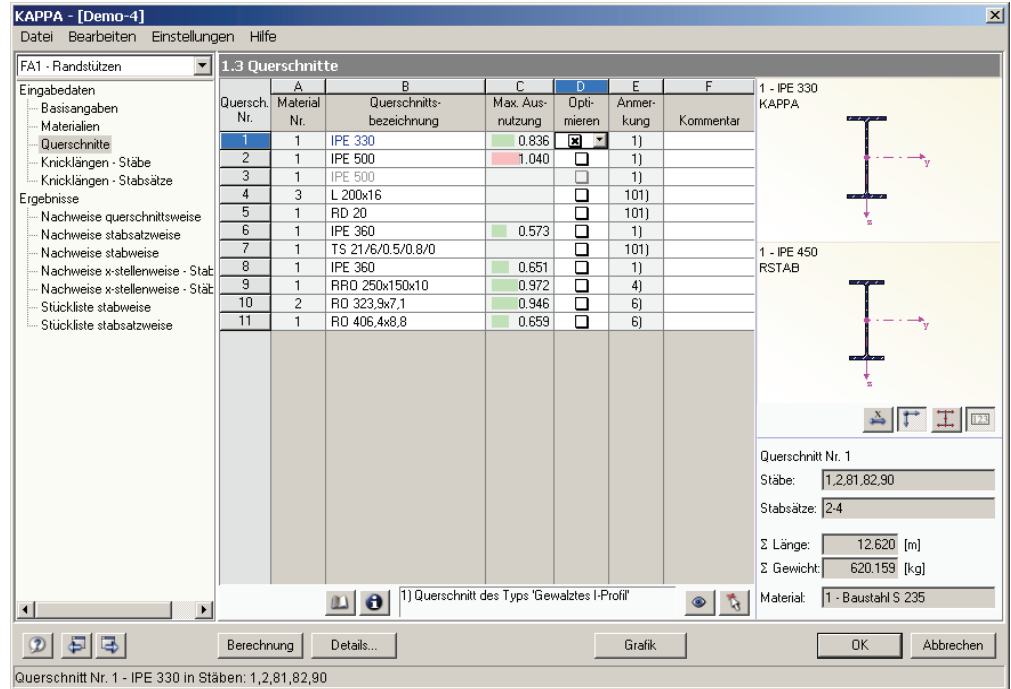 KAPPA - [Demo-4]
Datei Bearbeiten Einstellungen Hilfe
FA1 - Randstützen
1.3 Querschnitte
Eingabedaten
Basisangaben
Materialien
Querschnitte
Knicklängen - Stäbe
Knicklängen - Stabsätze
Ergebnisse
Nachweise querschnittsweise
Nachweise stabsatzweise
Nachweise stabweise
Nachweise x-stellenweise - Stab
Nachweise x-stellenweise - Stäb
Stückliste stabweise
Stückliste stabsatzweise
A B C D E F
Quersch. Material Querschnitts- Max. Aus- Opti- Anmer-
Nr. Nr. bezeichnung nutzung mieren kung Kommentar
1 1 IPE 330 0.836 1)
2 1 IPE 500 1.040 1)
3 1 IPE 500 1)
4 3 L 200x16 101)
5 1 RD 20 101)
6 1 IPE 360 0.573 1)
7 1 TS 21/6/0.5/0.8/0 101)
8 1 IPE 360 0.651 1)
9 1 RRO 250x150x10 0.972 4)
10 2 RO 323,9x7,1 0.946 6)
11 1 RO 406,4x8,8 0.659 6)
1) Querschnitt des Typs 'Gewalztes I-Profil'
1 - IPE 330
KAPPA
y
z
1 - IPE 450
RSTAB
y
z
X
1 2 3
Querschnitt Nr. 1
Stäbe: 1,2,81,82,90
Stabsätze: 2-4
Σ Länge: 12.620 [m]
Σ Gewicht: 620.159 [kg]
Material: 1 - Baustahl S 235
Berechnung Details... Grafik OK Abbrechen
Querschnitt Nr. 1 - IPE 330 in Stäben: 1,2,81,82,90